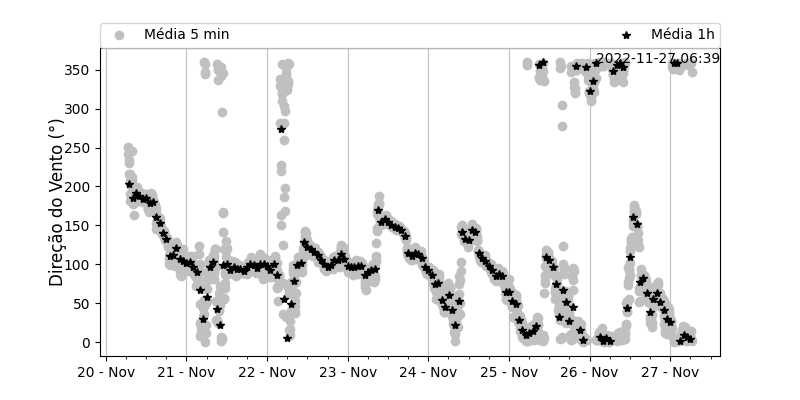 Média 5 min
Média 1h
2022-11-27 06:39
Direção do Vento (°)
350
300
250
200
150
100
50
0
20 - Nov
21 - Nov
22 - Nov
23 - Nov
24 - Nov
25 - Nov
26 - Nov
27 - Nov